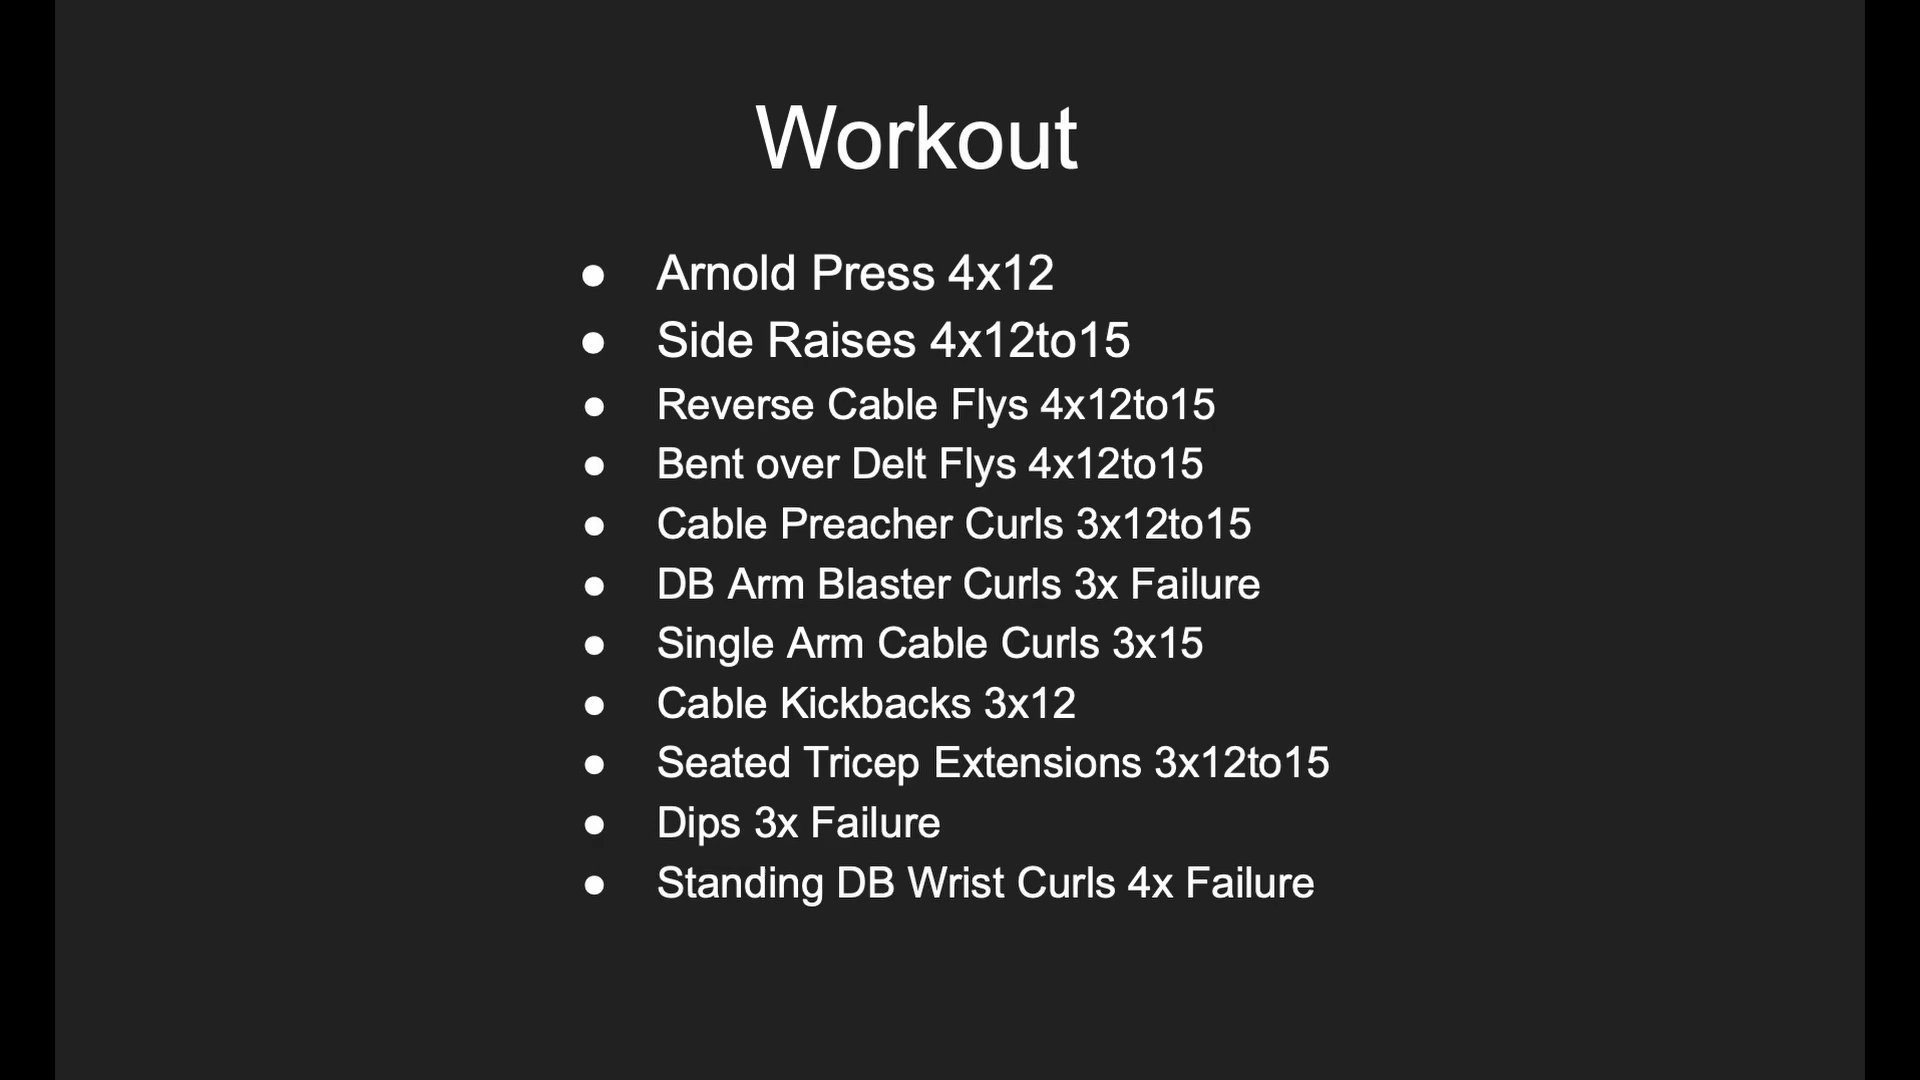 Workout
● Arnold Press 4x12
● Side Raises 4x12to15
● Reverse Cable Flys 4x12to15
● Bent over Delt Flys 4x12to15
● Cable Preacher Curls 3x12to15
● DB Arm Blaster Curls 3x Failure
● Single Arm Cable Curls 3x15
● Cable Kickbacks 3x12
● Seated Tricep Extensions 3x12to15
● Dips 3x Failure
● Standing DB Wrist Curls 4x Failure